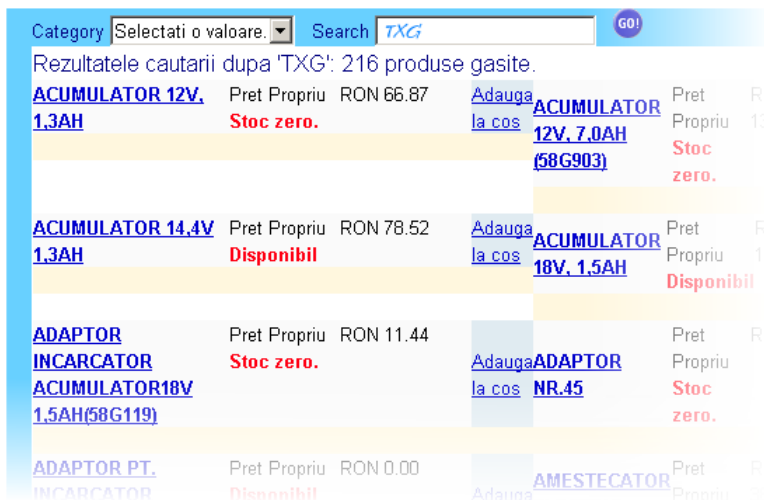 Category Selectati o valoare. Search TXG GO!
Rezultatele cautarii dupa 'TXG': 216 produse gasite.
ACUMULATOR 12V, Pret Propriu RON 66.87 Adauga
1,3AH Stoc zero. la cos
ACUMULATOR Pret
12V, 7,0AH Propriu
(58G903) Stoc
zero.
ACUMULATOR 14,4V Pret Propriu RON 78.52 Adauga
1,3AH Disponibil la cos
ACUMULATOR Pret
18V, 1,5AH Propriu
Disponibil
ADAPTOR Pret Propriu RON 11.44
INCARCATOR Stoc zero. Adauga
ACUMULATOR18V la cos
1,5AH(58G119)
ADAPTOR Pret
NR.45 Propriu
Stoc
zero.
ADAPTOR PT. Pret Propriu RON 0.00
INCARCATOR Disponibil Adauga
AMESTECATOR Pret
Propriu